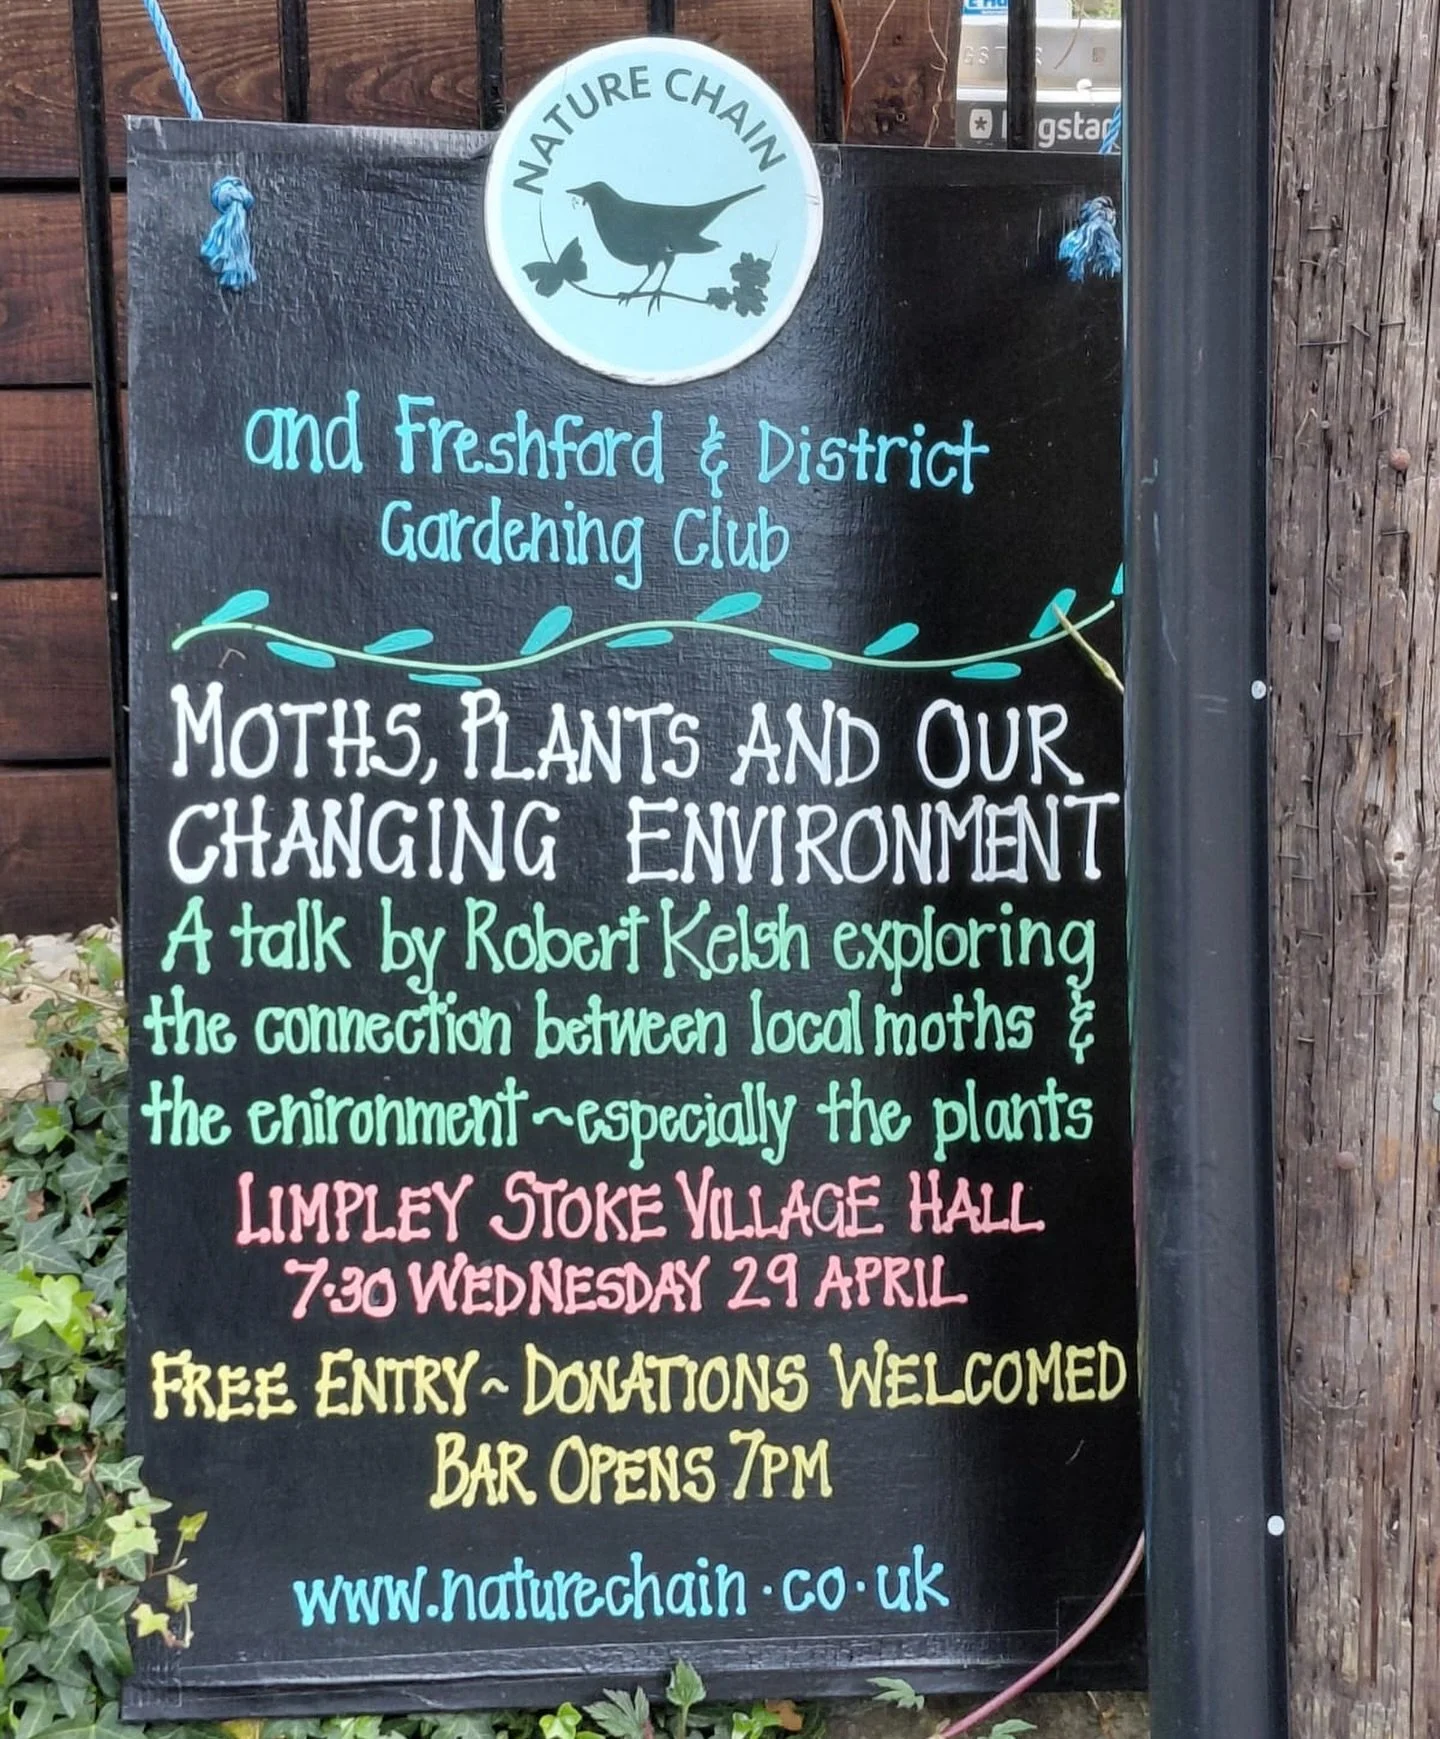 NATURE CHAIN
and Freshford & District
Gardening Club
MOTHS, PLANTS AND OUR
CHANGING ENVIRONMENT
A talk by Robert Kelsh exploring
the connection between local moths &
the enironment ~ especially the plants
LIMPLEY STOKE VILLAGE HALL
7·30 WEDNESDAY 29 APRIL
FREE ENTRY ~ DONATIONS WELCOMED
BAR OPENS 7PM
www.naturechain.co.uk